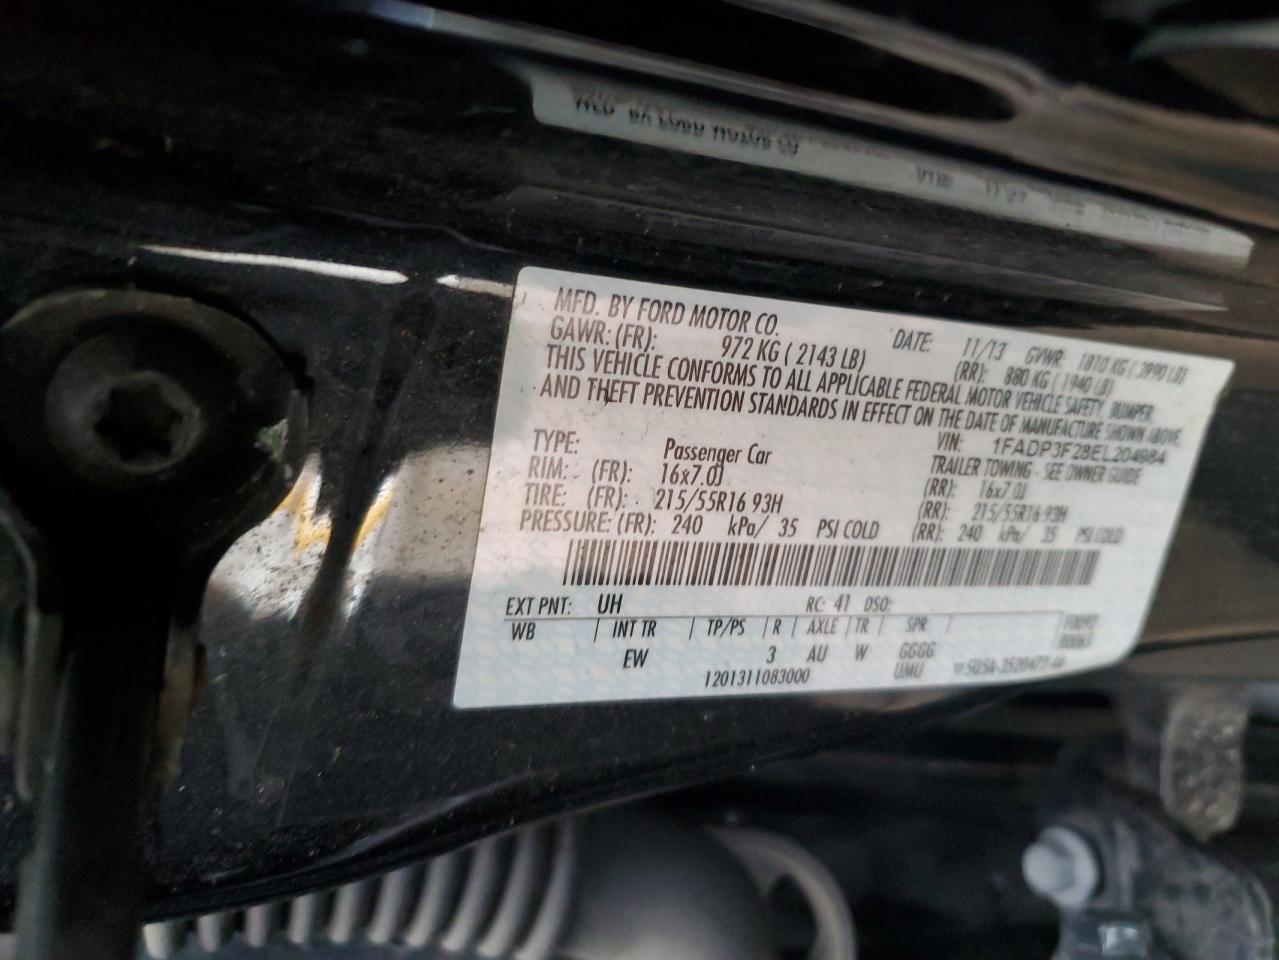 MFD. BY FORD MOTOR CO.
DATE: 11/13 GVWR: 1810 KG ( 3990 LB)
GAWR: (FR): 972 KG ( 2143 LB) (RR): 880 KG ( 1940 LB)
THIS VEHICLE CONFORMS TO ALL APPLICABLE FEDERAL MOTOR VEHICLE SAFETY, BUMPER,
AND THEFT PREVENTION STANDARDS IN EFFECT ON THE DATE OF MANUFACTURE SHOWN ABOVE.
VIN: 1FADP3F28EL204984
TYPE: Passenger Car TRAILER TOWING - SEE OWNER GUIDE
RIM: (FR): 16x7.0J (RR): 16x7.0J
TIRE: (FR): 215/55R16 93H (RR): 215/55R16 93H
PRESSURE: (FR): 240 kPa/ 35 PSI COLD (RR): 240 kPa/ 35 PSI COLD
EXT PNT: UH RC: 41 DSO:
WB INT TR TP/PS R AXLE TR SPR
EW 3 AU W GGGG
UMU
1201311083000